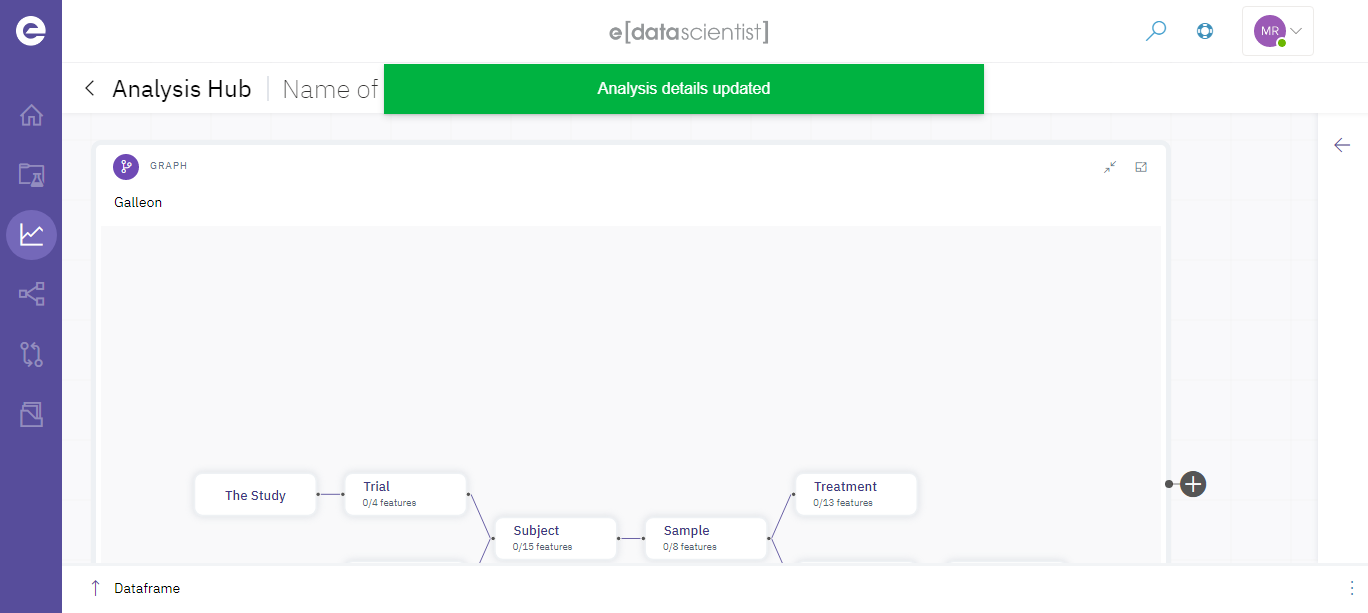 e[datascientist]
MR
Analysis Hub
Name of
Analysis details updated
GRAPH
Galleon
The Study
Trial
0/4 features
Subject
0/15 features
Sample
0/8 features
Treatment
0/13 features
Dataframe